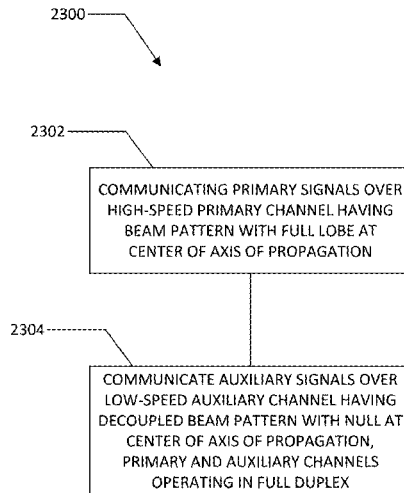 2300
2302
COMMUNICATING PRIMARY SIGNALS OVER
HIGH-SPEED PRIMARY CHANNEL HAVING
BEAM PATTERN WITH FULL LOBE AT
CENTER OF AXIS OF PROPAGATION
2304
COMMUNICATE AUXILIARY SIGNALS OVER
LOW-SPEED AUXILIARY CHANNEL HAVING
DECOUPLED BEAM PATTERN WITH NULL AT
CENTER OF AXIS OF PROPAGATION,
PRIMARY AND AUXILIARY CHANNELS
OPERATING IN FULL DUPLEX